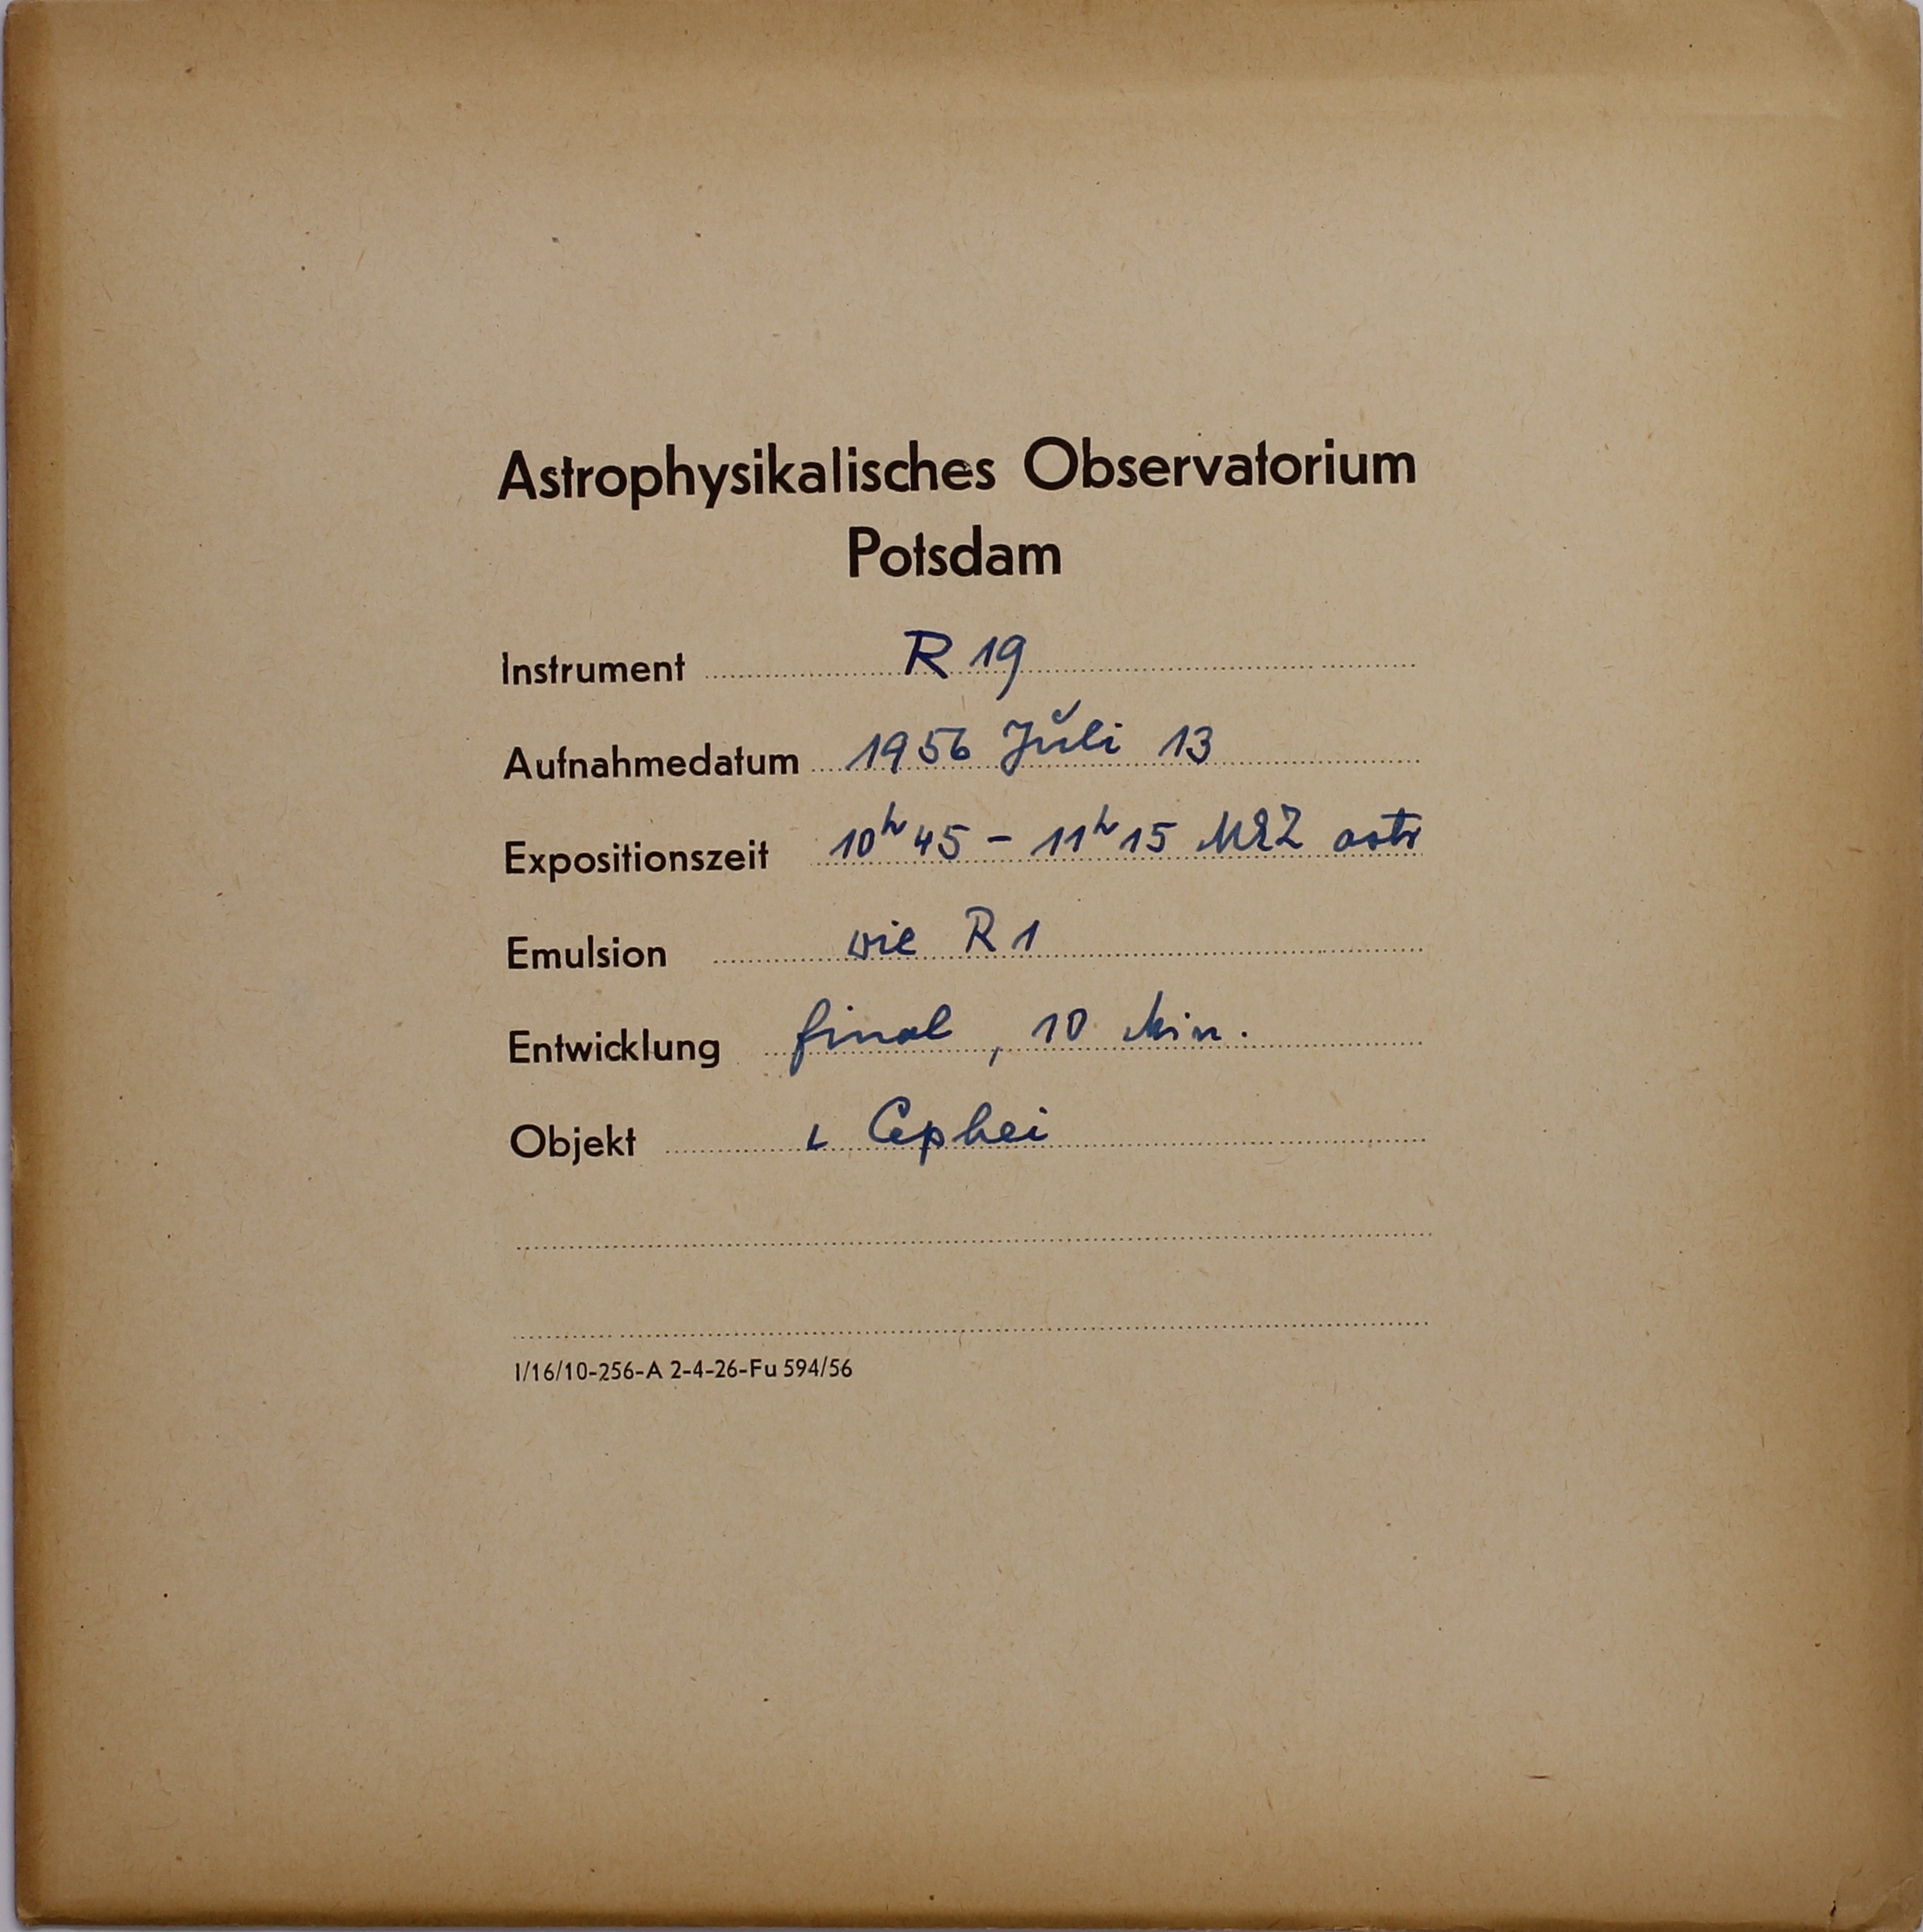 Astrophysikalisches Observatorium
Potsdam
Instrument R 19
Aufnahmedatum 1956 Juli 13
Expositionszeit 10ʰ45 – 11ʰ15 MEZ astr
Emulsion wie R 1
Entwicklung final, 10 Min.
Objekt ι Cephei
I/16/10-256-A 2-4-26-Fu 594/56